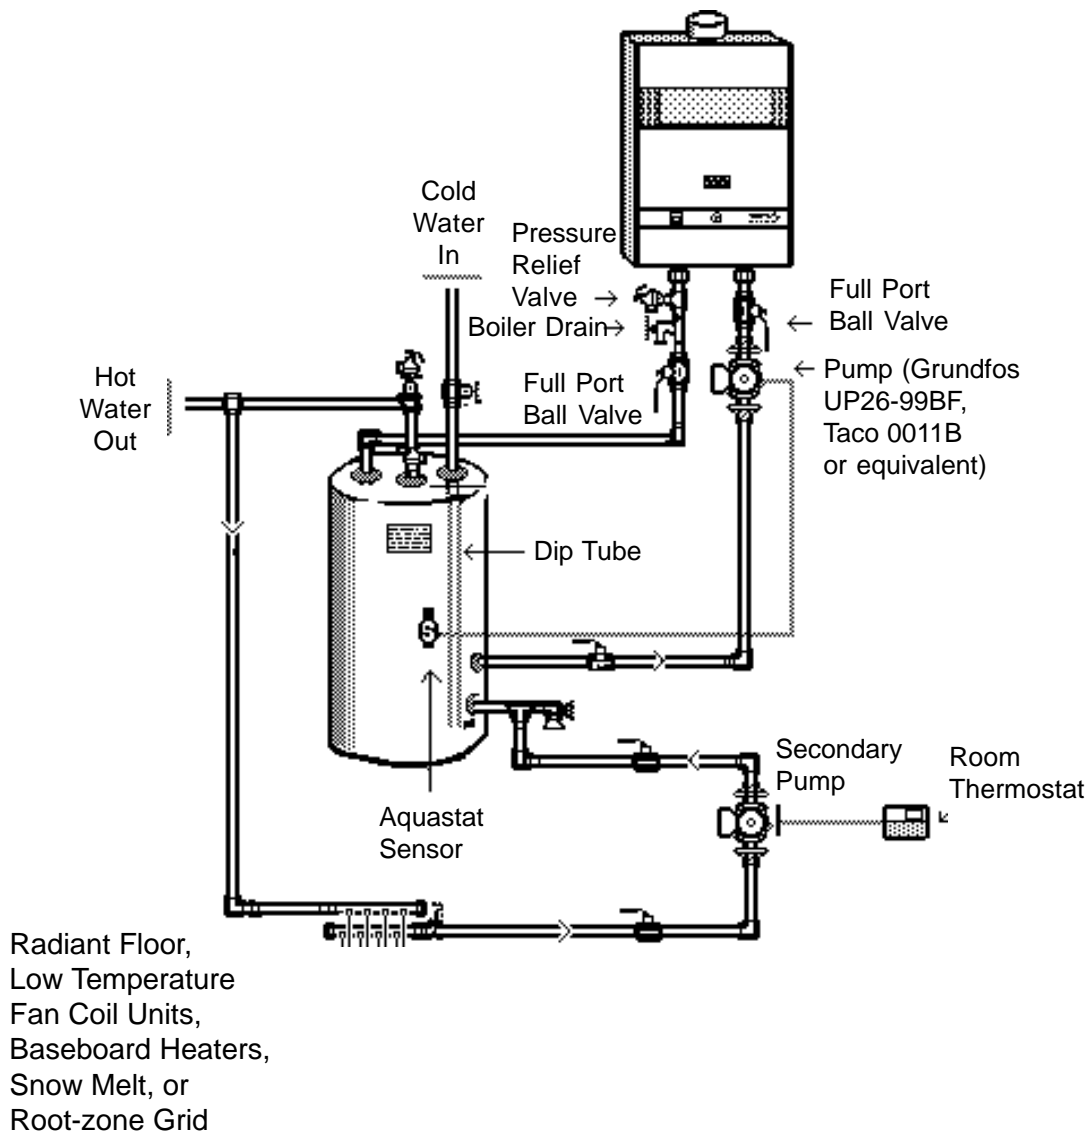 Cold
Water
In
Pressure
Relief
Valve
Boiler Drain
Full Port
Ball Valve
Hot
Water
Out
Full Port
Ball Valve
Pump (Grundfos
UP26-99BF,
Taco 0011B
or equivalent)
Dip Tube
S
Aquastat
Sensor
Secondary
Pump
Room
Thermostat
Radiant Floor,
Low Temperature
Fan Coil Units,
Baseboard Heaters,
Snow Melt, or
Root-zone Grid